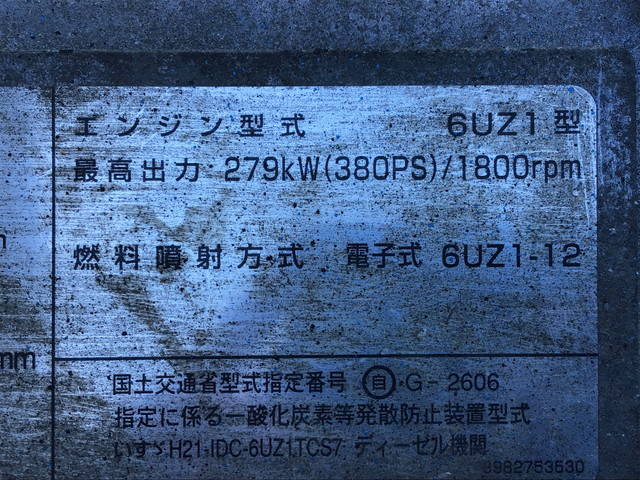 エンジン型式 6UZ1型
最高出力 279kW(380PS)/1800rpm
燃料噴射方式 電子式 6UZ1-12
mm
国土交通省型式指定番号 ㊀・G-2606
指定に係る一酸化炭素等発散防止装置型式
いすゞH21-IDC-6UZ1TCS7 ディーゼル機関
8982753530